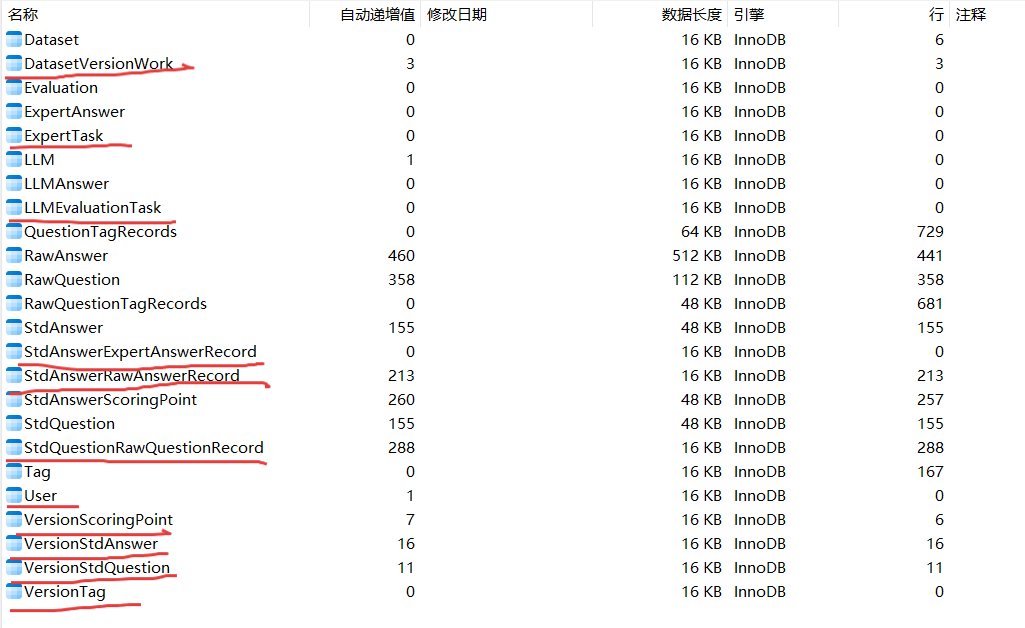 名称 自动递增值 修改日期 数据长度 引擎 行 注释
Dataset 0 16 KB InnoDB 6
DatasetVersionWork 3 16 KB InnoDB 3
Evaluation 0 16 KB InnoDB 0
ExpertAnswer 0 16 KB InnoDB 0
ExpertTask 0 16 KB InnoDB 0
LLM 1 16 KB InnoDB 0
LLMAnswer 0 16 KB InnoDB 0
LLMEvaluationTask 0 16 KB InnoDB 0
QuestionTagRecords 0 64 KB InnoDB 729
RawAnswer 460 512 KB InnoDB 441
RawQuestion 358 112 KB InnoDB 358
RawQuestionTagRecords 0 48 KB InnoDB 681
StdAnswer 155 48 KB InnoDB 155
StdAnswerExpertAnswerRecord 0 16 KB InnoDB 0
StdAnswerRawAnswerRecord 213 16 KB InnoDB 213
StdAnswerScoringPoint 260 48 KB InnoDB 257
StdQuestion 155 48 KB InnoDB 155
StdQuestionRawQuestionRecord 288 16 KB InnoDB 288
Tag 0 16 KB InnoDB 167
User 1 16 KB InnoDB 0
VersionScoringPoint 7 16 KB InnoDB 6
VersionStdAnswer 16 16 KB InnoDB 16
VersionStdQuestion 11 16 KB InnoDB 11
VersionTag 0 16 KB InnoDB 0